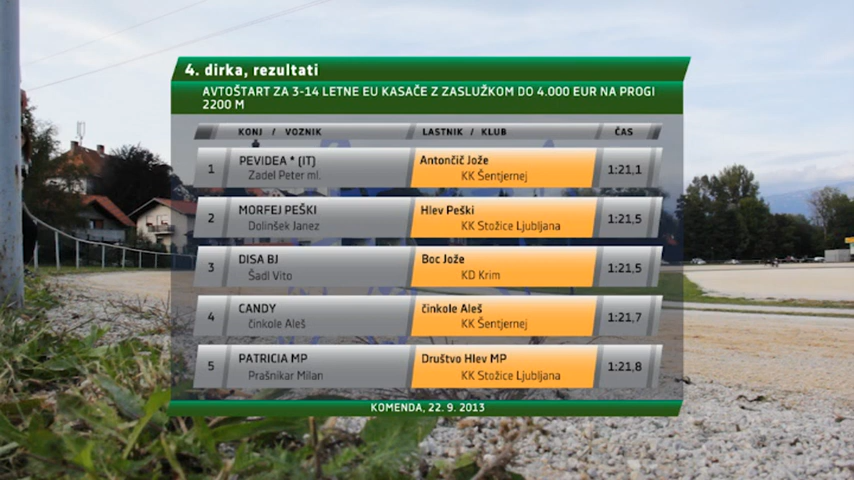 4. dirka, rezultati
AVTOŠTART ZA 3-14 LETNE EU KASAČE Z ZASLUŽKOM DO 4.000 EUR NA PROGI
2200 M
KONJ / VOZNIK LASTNIK / KLUB ČAS
1 PEVIDEA * (IT) Antončič Jože 1:21,1
Zadel Peter ml. KK Šentjernej
2 MORFEJ PEŠKI Hlev Peški 1:21,5
Dolinšek Janez KK Stožice Ljubljana
3 DISA BJ Boc Jože 1:21,5
Šadl Vito KD Krim
4 CANDY činkole Aleš 1:21,7
činkole Aleš KK Šentjernej
5 PATRICIA MP Društvo Hlev MP 1:21,8
Prašnikar Milan KK Stožice Ljubljana
KOMENDA, 22. 9. 2013